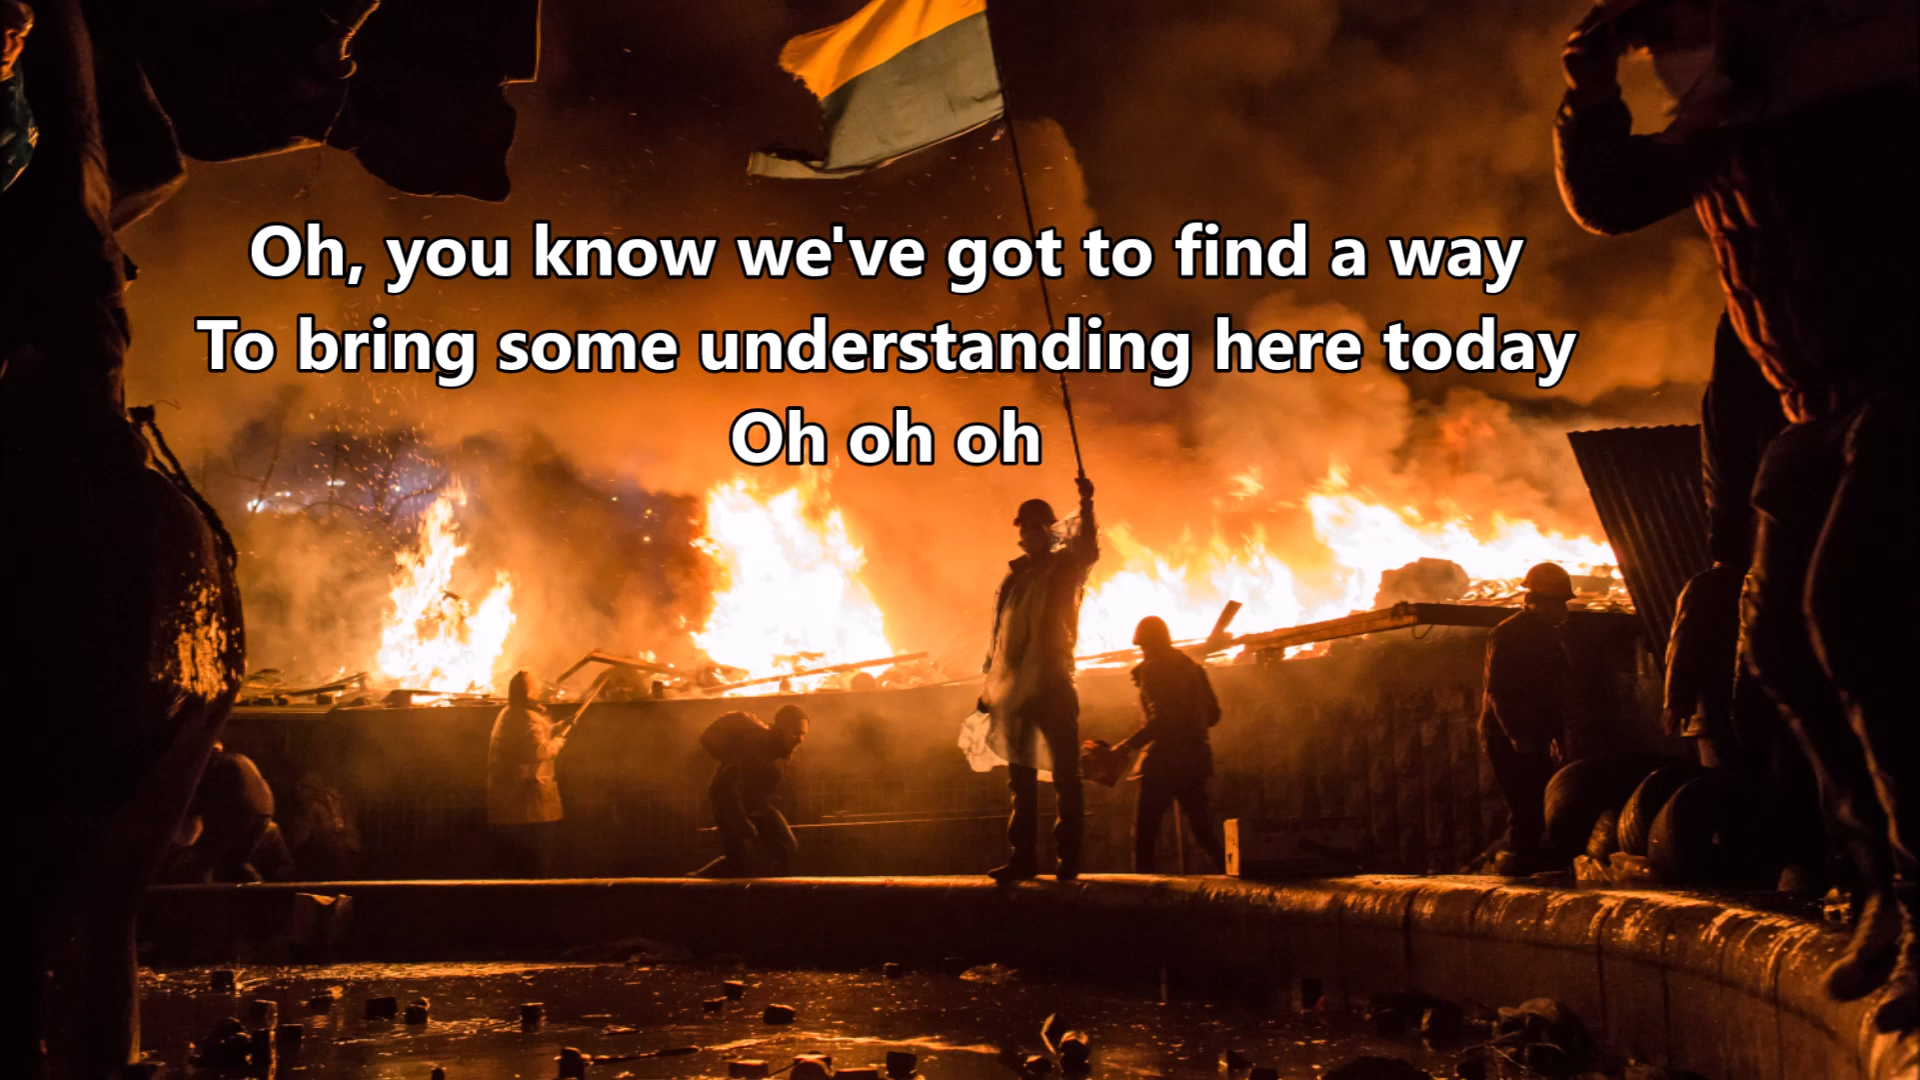 Oh, you know we've got to find a way
To bring some understanding here today
Oh oh oh